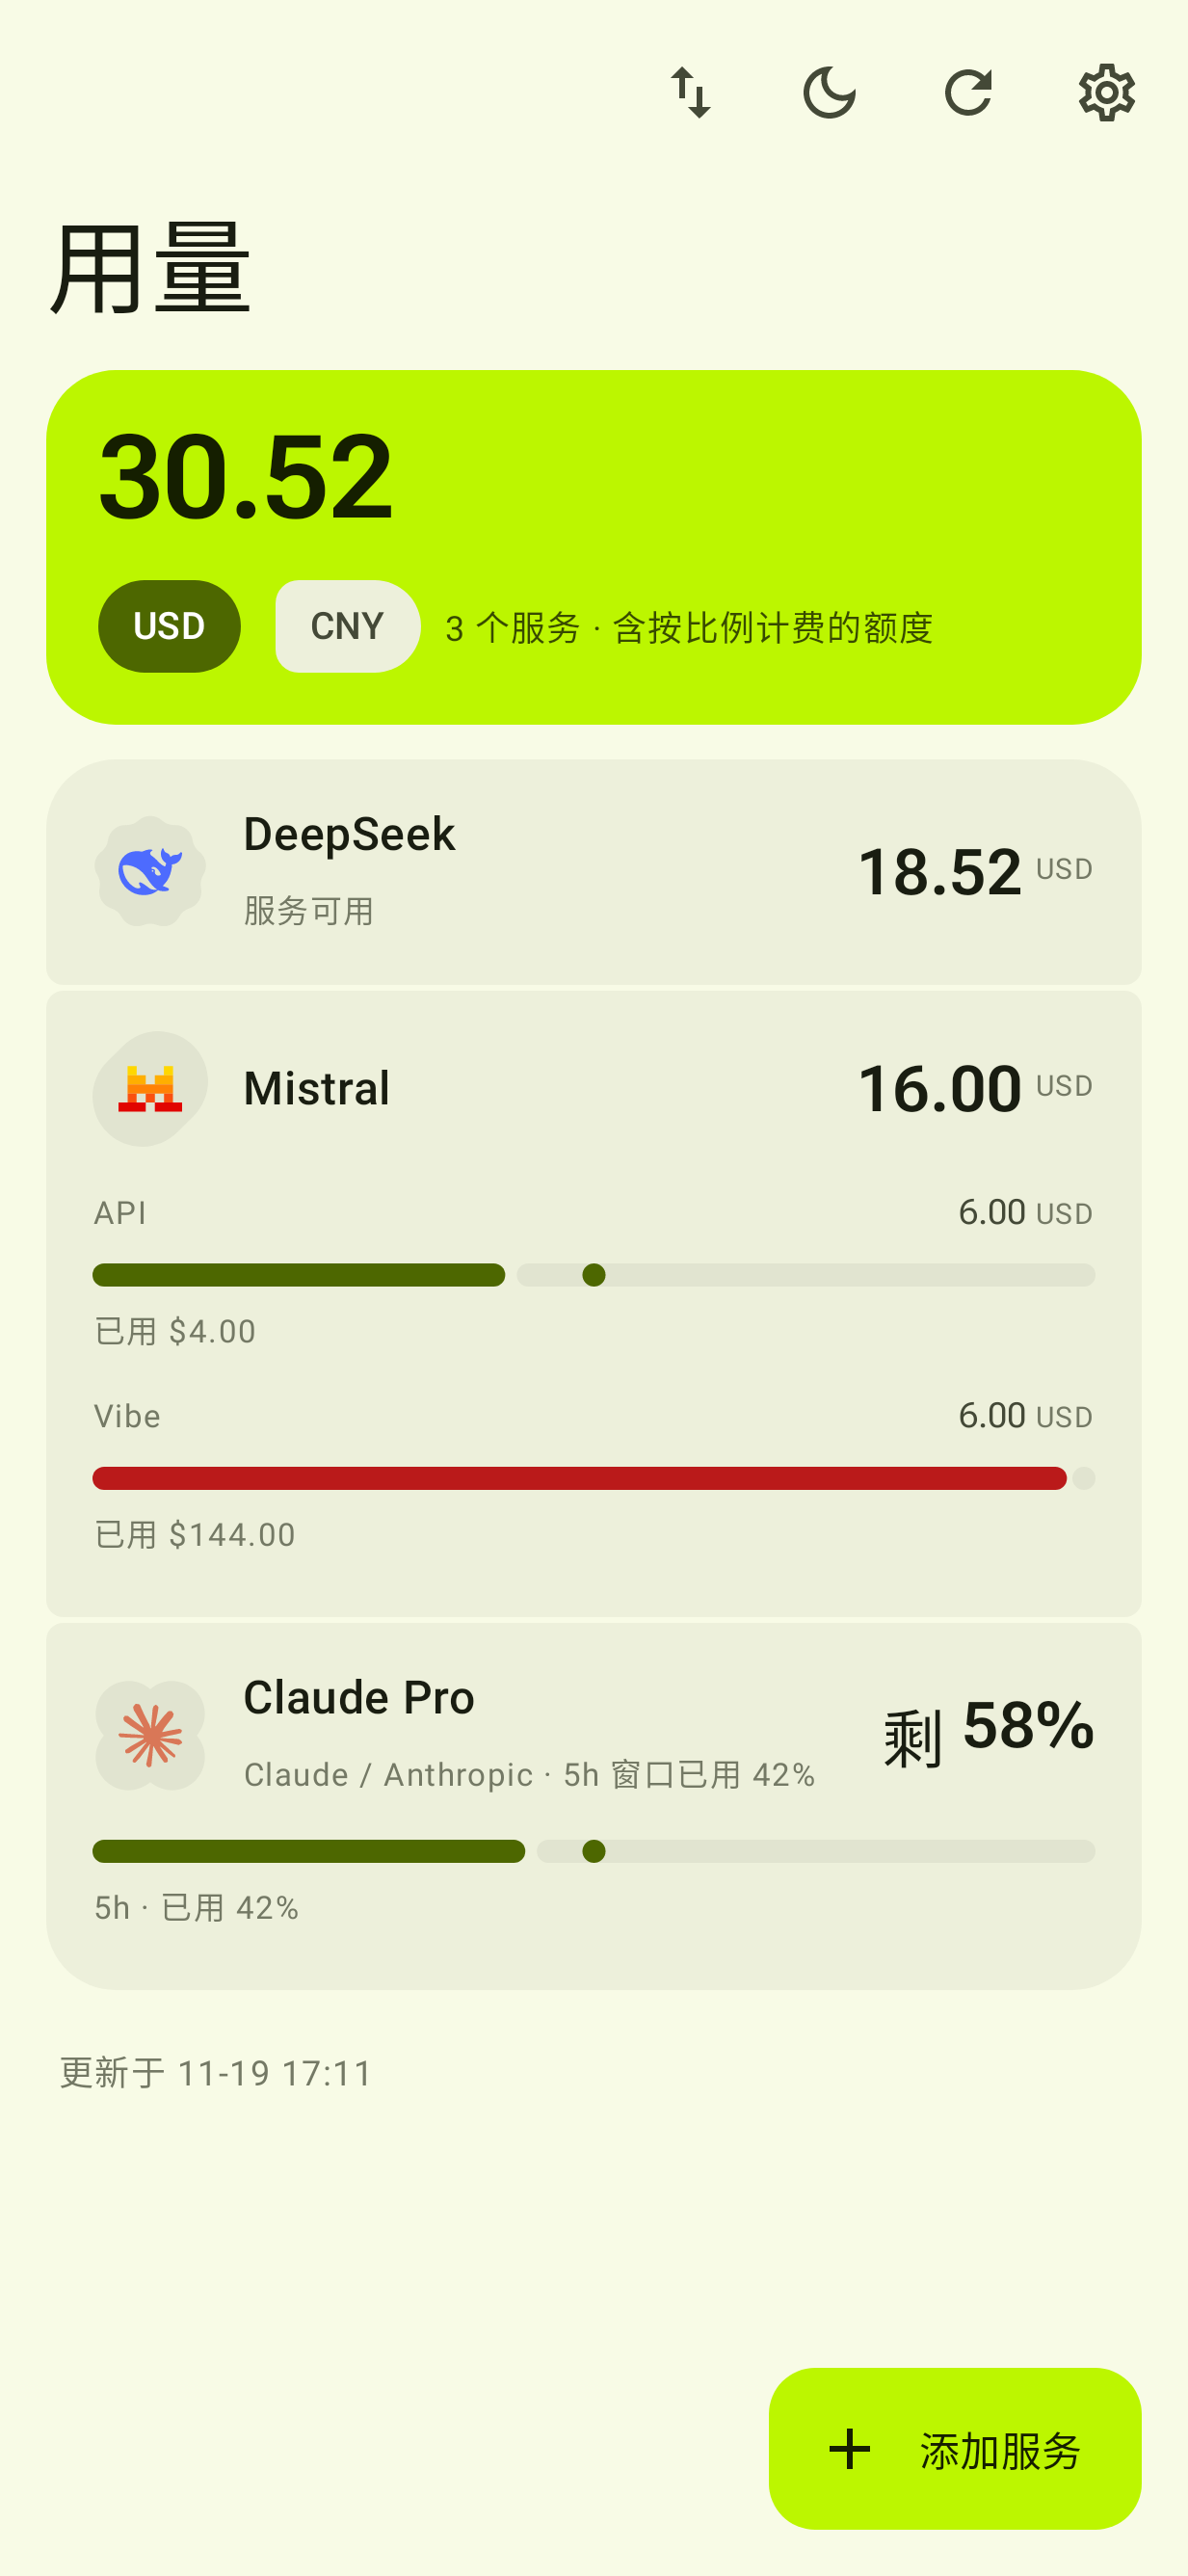 用量
30.52
USD CNY 3 个服务 · 含按比例计费的额度
DeepSeek
服务可用
18.52 USD
Mistral
16.00 USD
API 6.00 USD
已用 $4.00
Vibe 6.00 USD
已用 $144.00
Claude Pro
Claude / Anthropic · 5h 窗口已用 42%
剩 58%
5h · 已用 42%
更新于 11-19 17:11
添加服务